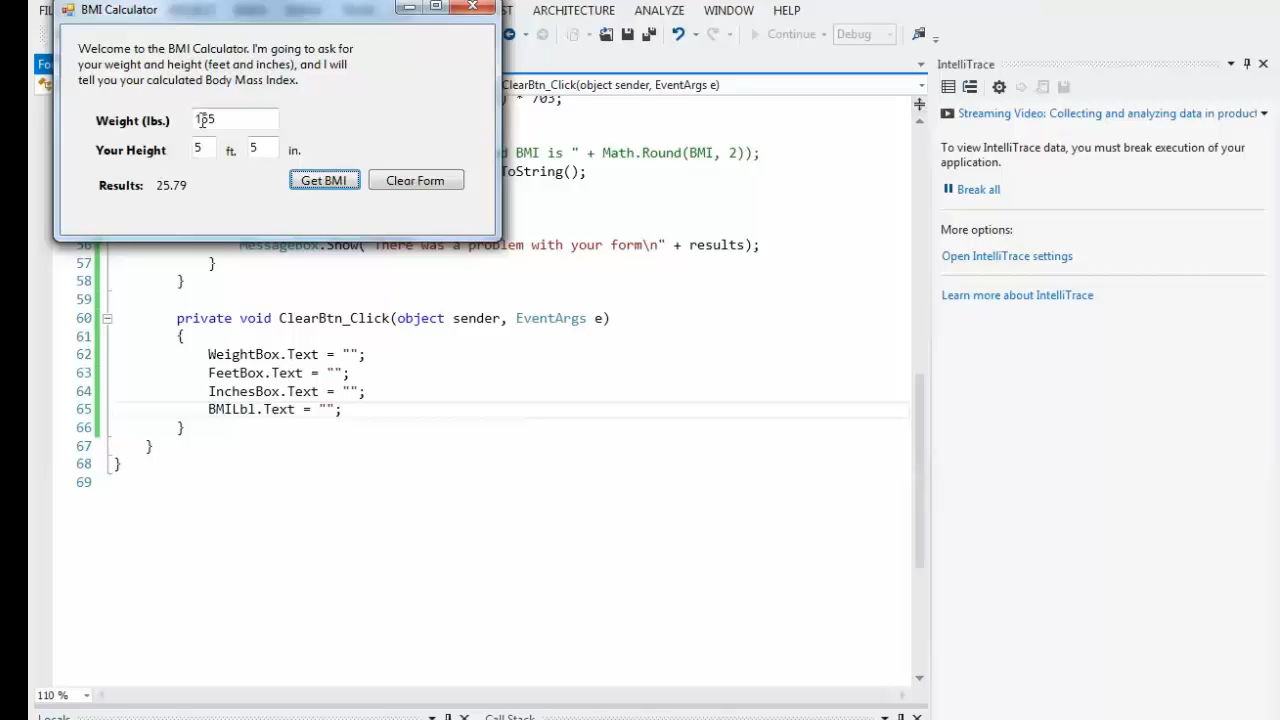 BMI Calculator
ARCHITECTURE ANALYZE WINDOW HELP
Continue Debug
Welcome to the BMI Calculator. I'm going to ask for
your weight and height (feet and inches), and I will
tell you your calculated Body Mass Index.
Weight (lbs.)
Your Height 5 ft. 5 in.
Results: 25.79 Get BMI Clear Form
ClearBtn_Click(object sender, EventArgs e)
* 703;
BMI is " + Math.Round(BMI, 2));
ToString();
MessageBox.Show("There was a problem with your form\n" + results);
57 }
58 }
59
60 private void ClearBtn_Click(object sender, EventArgs e)
61 {
62 WeightBox.Text = "";
63 FeetBox.Text = "";
64 InchesBox.Text = "";
65 BMILbl.Text = "";
66 }
67 }
68 }
69
110 %
Locals
Call Stack
IntelliTrace
Streaming Video: Collecting and analyzing data in product
To view IntelliTrace data, you must break execution of your
application.
Break all
More options:
Open IntelliTrace settings
Learn more about IntelliTrace